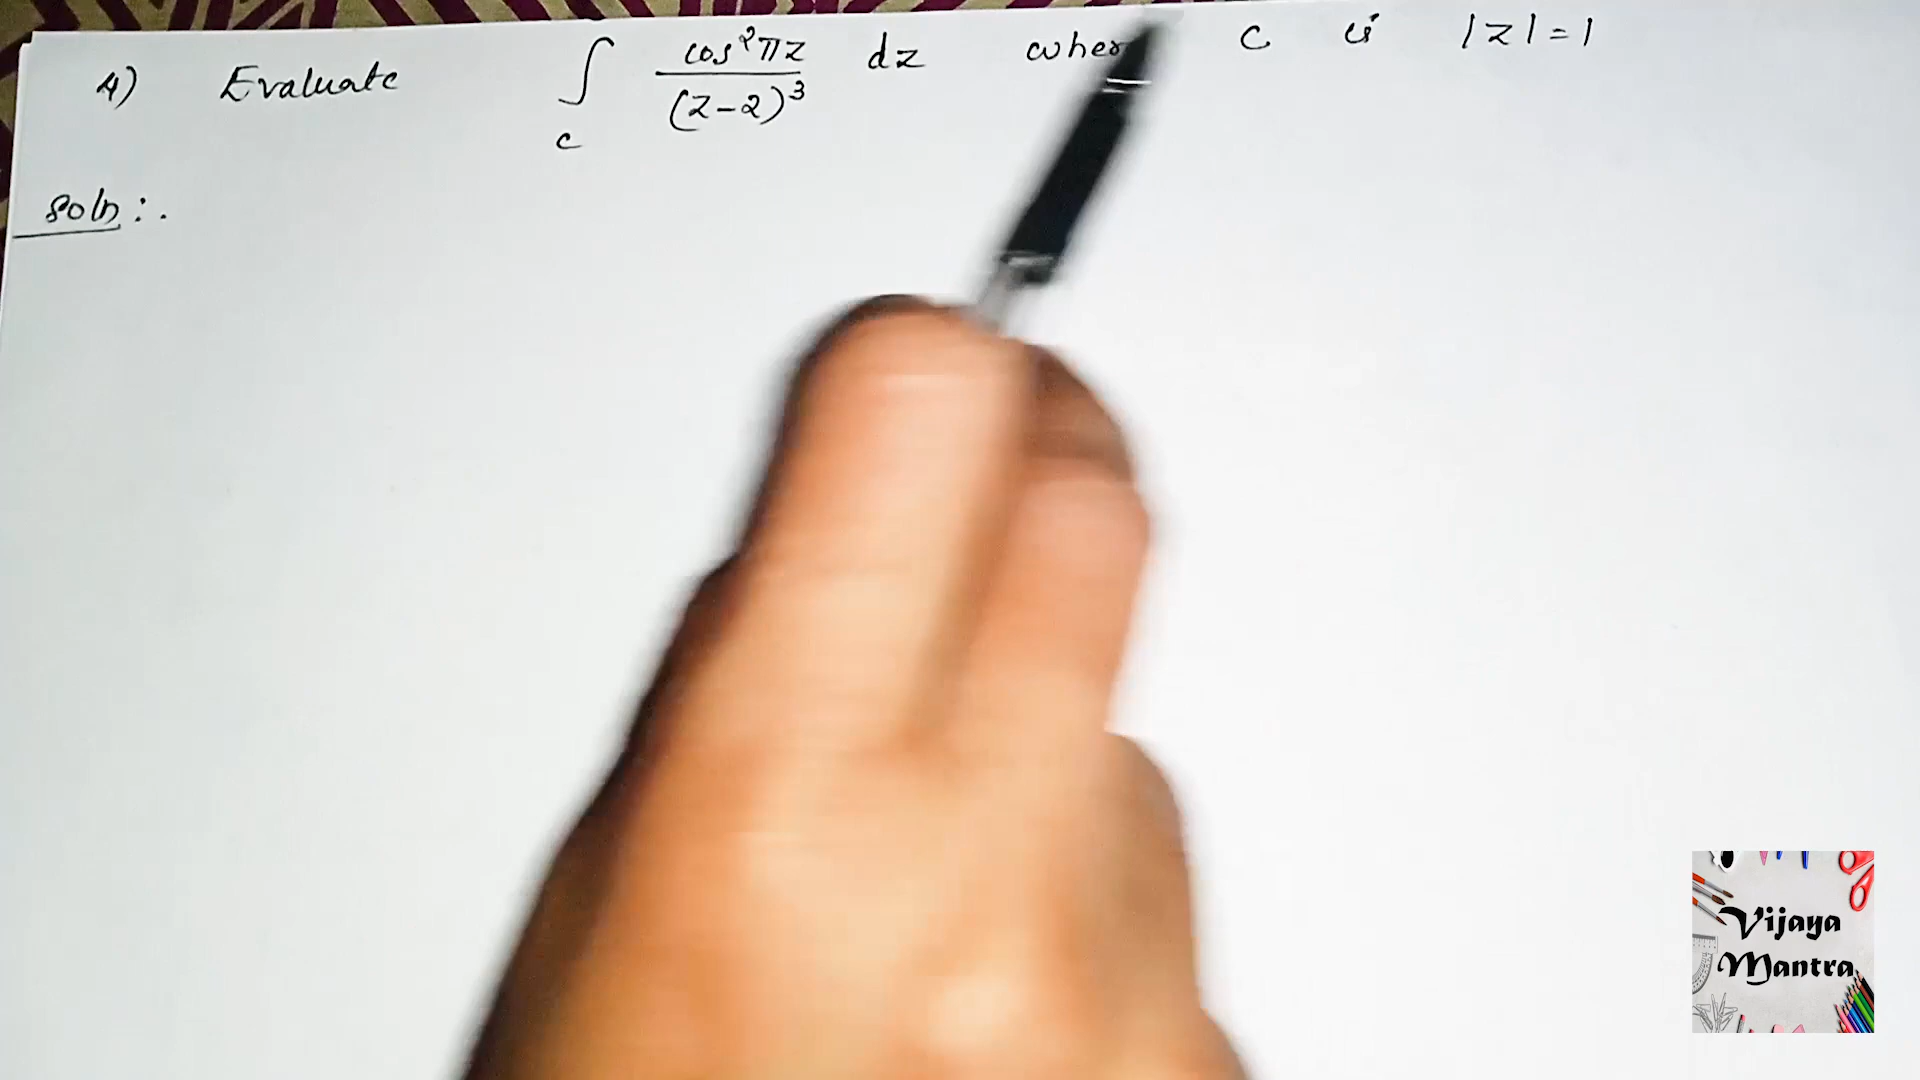 4) Evaluate ∫_C cos²πz / (z-2)³ dz where C is |z|=1
Soln:.
Vijaya
Mantra